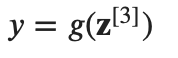 y = g(z^[3])